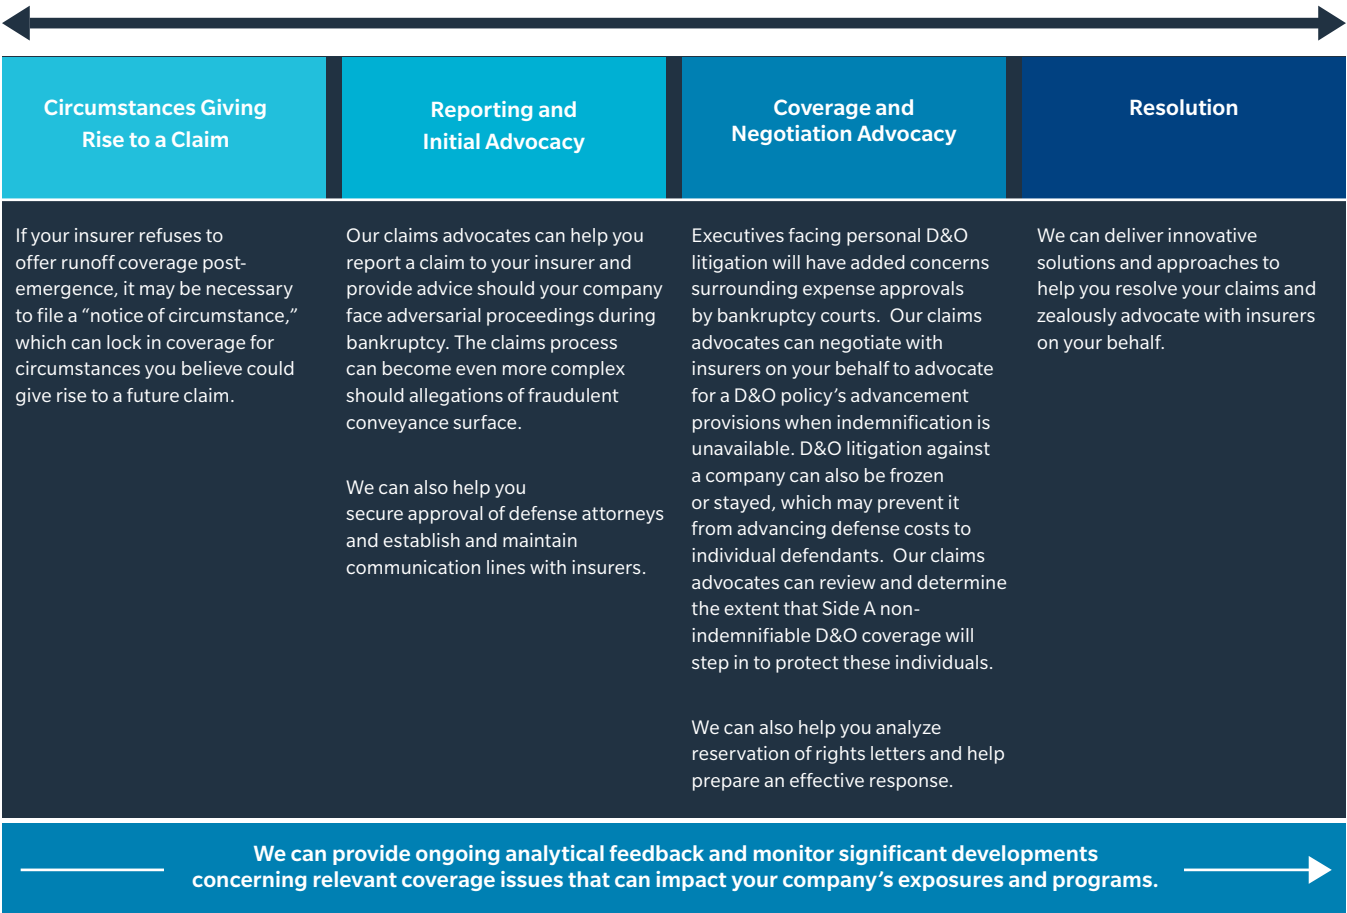 Circumstances Giving
Rise to a Claim
Reporting and
Initial Advocacy
Coverage and
Negotiation Advocacy
Resolution
If your insurer refuses to
offer runoff coverage post-
emergence, it may be necessary
to file a “notice of circumstance,”
which can lock in coverage for
circumstances you believe could
give rise to a future claim.
Our claims advocates can help you
report a claim to your insurer and
provide advice should your company
face adversarial proceedings during
bankruptcy. The claims process
can become even more complex
should allegations of fraudulent
conveyance surface.
We can also help you
secure approval of defense attorneys
and establish and maintain
communication lines with insurers.
Executives facing personal D&O
litigation will have added concerns
surrounding expense approvals
by bankruptcy courts.  Our claims
advocates can negotiate with
insurers on your behalf to advocate
for a D&O policy’s advancement
provisions when indemnification is
unavailable. D&O litigation against
a company can also be frozen
or stayed, which may prevent it
from advancing defense costs to
individual defendants.  Our claims
advocates can review and determine
the extent that Side A non-
indemnifiable D&O coverage will
step in to protect these individuals.
We can also help you analyze
reservation of rights letters and help
prepare an effective response.
We can deliver innovative
solutions and approaches to
help you resolve your claims and
zealously advocate with insurers
on your behalf.
We can provide ongoing analytical feedback and monitor significant developments
concerning relevant coverage issues that can impact your company’s exposures and programs.